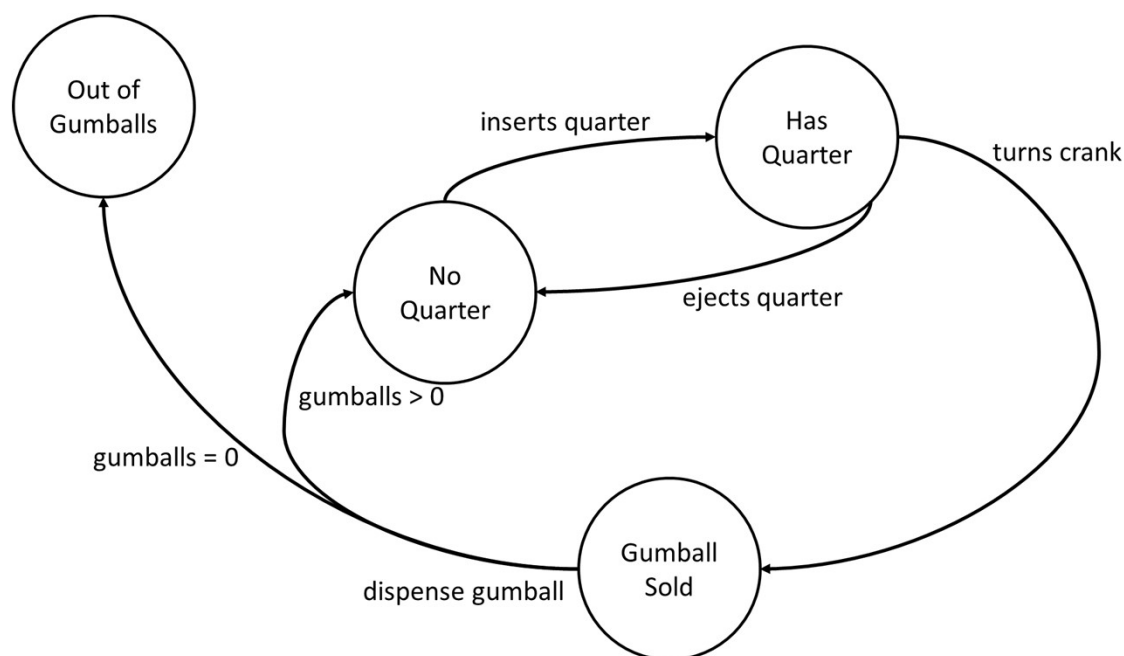 Out of
Gumballs
inserts quarter
Has
Quarter
turns crank
No
Quarter
ejects quarter
gumballs > 0
gumballs = 0
Gumball
Sold
dispense gumball